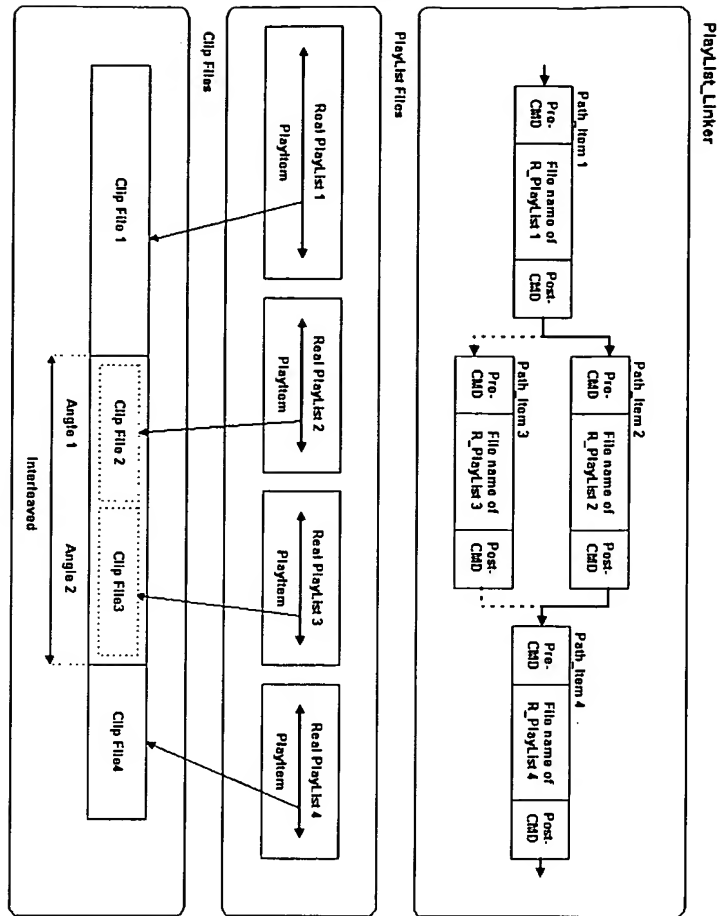 PlayList_Linker
Path_Item 1
Pre-
CMD
File name of
R_PlayList 1
Post-
CMD
Path_Item 2
Pre-
CMD
File name of
R_PlayList 2
Post-
CMD
Path_Item 3
Pre-
CMD
File name of
R_PlayList 3
Post-
CMD
Path_Item 4
Pre-
CMD
File name of
R_PlayList 4
Post-
CMD
PlayList Files
Real PlayList 1
PlayItem
Real PlayList 2
PlayItem
Real PlayList 3
PlayItem
Real PlayList 4
PlayItem
Clip Files
Clip File 1
Clip File 2
Clip File3
Clip File4
Angle 1
Angle 2
Interleaved